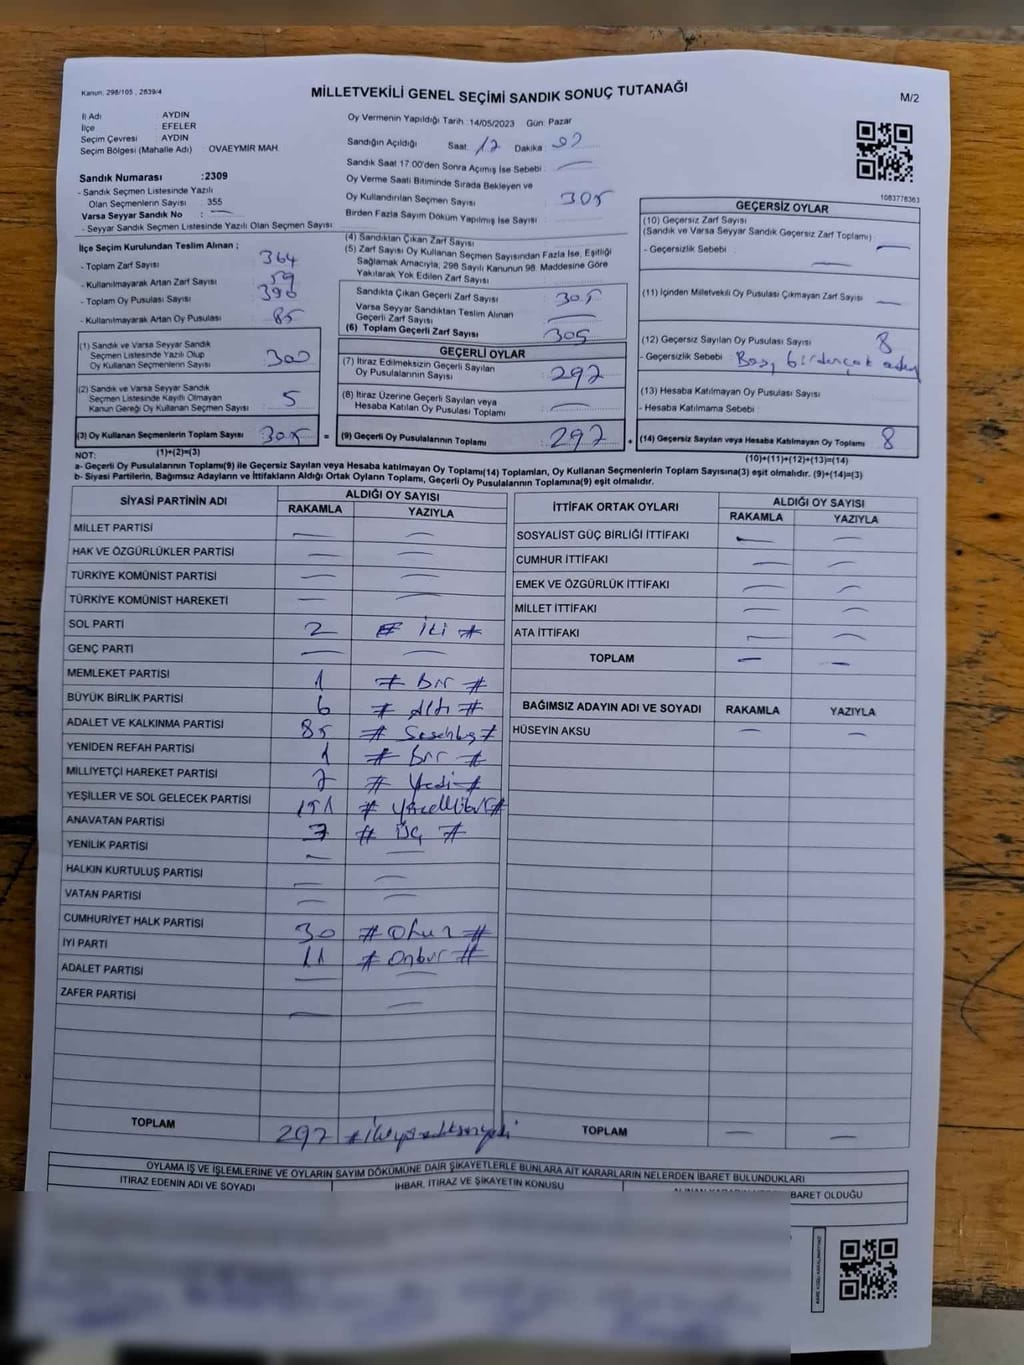 Kanun: 298/105 , 2839/4
MİLLETVEKİLİ GENEL SEÇİMİ SANDIK SONUÇ TUTANAĞI
M/2
İl Adı : AYDIN
İlçe : EFELER
Seçim Çevresi : AYDIN
Seçim Bölgesi (Mahalle Adı) : OVAEYMİR MAH.
Sandık Numarası :2309
- Sandık Seçmen Listesinde Yazılı
Olan Seçmenlerin Sayısı : 355
Varsa Seyyar Sandık No : —
- Seyyar Sandık Seçmen Listesinde Yazılı Olan Seçmen Sayısı :
Oy Vermenin Yapıldığı Tarih :14/05/2023 Gün: Pazar
Sandığın Açıldığı Saat: 17 Dakika:
Sandık Saat 17:00'den Sonra Açılmış İse Sebebi : —
Oy Verme Saati Bitiminde Sırada Bekleyen ve
Oy Kullandırılan Seçmen Sayısı : 305
Birden Fazla Sayım Döküm Yapılmış İse Sayısı :
1083778363
İlçe Seçim Kurulundan Teslim Alınan ;
- Toplam Zarf Sayısı : 364
- Kullanılmayarak Artan Zarf Sayısı : 59
- Toplam Oy Pusulası Sayısı : 390
- Kullanılmayarak Artan Oy Pusulası : 85
(1) Sandık ve Varsa Seyyar Sandık
Seçmen Listesinde Yazılı Olup
Oy Kullanan Seçmenlerin Sayısı : 300
(2) Sandık ve Varsa Seyyar Sandık
Seçmen Listesinde Kayıtlı Olmayan
Kanun Gereği Oy Kullanan Seçmen Sayısı : 5
(3) Oy Kullanan Seçmenlerin Toplam Sayısı : 305 =
(1)+(2)=(3)
(4) Sandıktan Çıkan Zarf Sayısı :
(5) Zarf Sayısı Oy Kullanan Seçmen Sayısından Fazla İse, Eşitliği
Sağlamak Amacıyla, 298 Sayılı Kanunun 98. Maddesine Göre
Yakılarak Yok Edilen Zarf Sayısı :
Sandıkta Çıkan Geçerli Zarf Sayısı : 305
Varsa Seyyar Sandıktan Teslim Alınan
Geçerli Zarf Sayısı : —
(6) Toplam Geçerli Zarf Sayısı : 305
GEÇERLİ OYLAR
(7) İtiraz Edilmeksizin Geçerli Sayılan
Oy Pusulalarının Sayısı : 297
(8) İtiraz Üzerine Geçerli Sayılan veya
Hesaba Katılan Oy Pusulası Toplamı : —
(9) Geçerli Oy Pusulalarının Toplamı : 297 +
GEÇERSİZ OYLAR
(10) Geçersiz Zarf Sayısı
(Sandık ve Varsa Seyyar Sandık Geçersiz Zarf Toplamı) : —
- Geçersizlik Sebebi : —
(11) İçinden Milletvekili Oy Pusulası Çıkmayan Zarf Sayısı : —
(12) Geçersiz Sayılan Oy Pusulası Sayısı : 8
- Geçersizlik Sebebi : Boş, birden çok
(13) Hesaba Katılmayan Oy Pusulası Sayısı :
- Hesaba Katılmama Sebebi :
(14) Geçersiz Sayılan veya Hesaba Katılmayan Oy Toplamı : 8
(10)+(11)+(12)+(13)=(14)
NOT:
a- Geçerli Oy Pusulalarının Toplamı(9) ile Geçersiz Sayılan veya Hesaba katılmayan Oy Toplamı(14) Toplamları, Oy Kullanan Seçmenlerin Toplam Sayısına(3) eşit olmalıdır. (9)+(14)=(3)
b- Siyasi Partilerin, Bağımsız Adayların ve İttifakların Aldığı Ortak Oyların Toplamı, Geçerli Oy Pusulalarının Toplamına(9) eşit olmalıdır.
SİYASİ PARTİNİN ADI ALDIĞI OY SAYISI
RAKAMLA YAZIYLA
MİLLET PARTİSİ — —
HAK VE ÖZGÜRLÜKLER PARTİSİ — —
TÜRKİYE KOMÜNİST PARTİSİ — —
TÜRKİYE KOMÜNİST HAREKETİ — —
SOL PARTİ 2 # İki #
GENÇ PARTİ — —
MEMLEKET PARTİSİ 1 # Bir #
BÜYÜK BİRLİK PARTİSİ 6 # Altı #
ADALET VE KALKINMA PARTİSİ 85 # Seksenbeş #
YENİDEN REFAH PARTİSİ 1 # Bir #
MİLLİYETÇİ HAREKET PARTİSİ 7 # Yedi #
YEŞİLLER VE SOL GELECEK PARTİSİ 151 # Yüzellibir #
ANAVATAN PARTİSİ 3 # Üç #
YENİLİK PARTİSİ — —
HALKIN KURTULUŞ PARTİSİ — —
VATAN PARTİSİ — —
CUMHURİYET HALK PARTİSİ 30 # Otuz #
İYİ PARTİ 11 # Onbir #
ADALET PARTİSİ — —
ZAFER PARTİSİ — —
TOPLAM 297 # ikiyüzdoksanyedi
İTTİFAK ORTAK OYLARI ALDIĞI OY SAYISI
RAKAMLA YAZIYLA
SOSYALİST GÜÇ BİRLİĞİ İTTİFAKI — —
CUMHUR İTTİFAKI — —
EMEK VE ÖZGÜRLÜK İTTİFAKI — —
MİLLET İTTİFAKI — —
ATA İTTİFAKI — —
TOPLAM — —
BAĞIMSIZ ADAYIN ADI VE SOYADI RAKAMLA YAZIYLA
HÜSEYİN AKSU — —
TOPLAM — —
OYLAMA İŞ VE İŞLEMLERİNE VE OYLARIN SAYIM DÖKÜMÜNE DAİR ŞİKAYETLERLE BUNLARA AİT KARARLARIN NELERDEN İBARET BULUNDUKLARI
İTİRAZ EDENİN ADI VE SOYADI İHBAR, İTİRAZ VE ŞİKAYETİN KONUSU BARET OLDUĞU